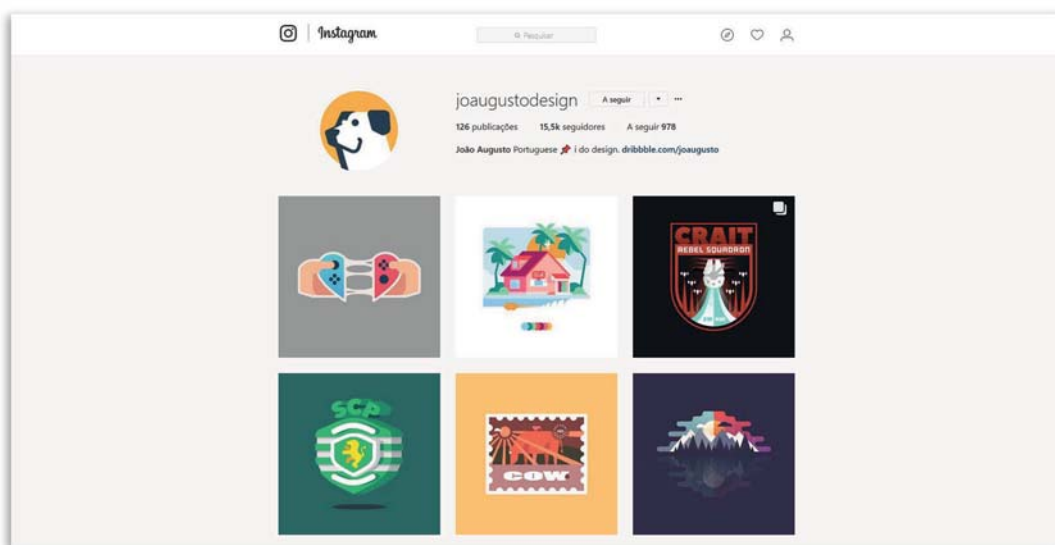 Instagram
Pesquisar
joaugustodesign A seguir
126 publicações 15,5k seguidores A seguir 978
João Augusto Portuguese 📌 i do design. dribbble.com/joaugusto
CRAIT
REBEL SQUADRON
SCP
COW